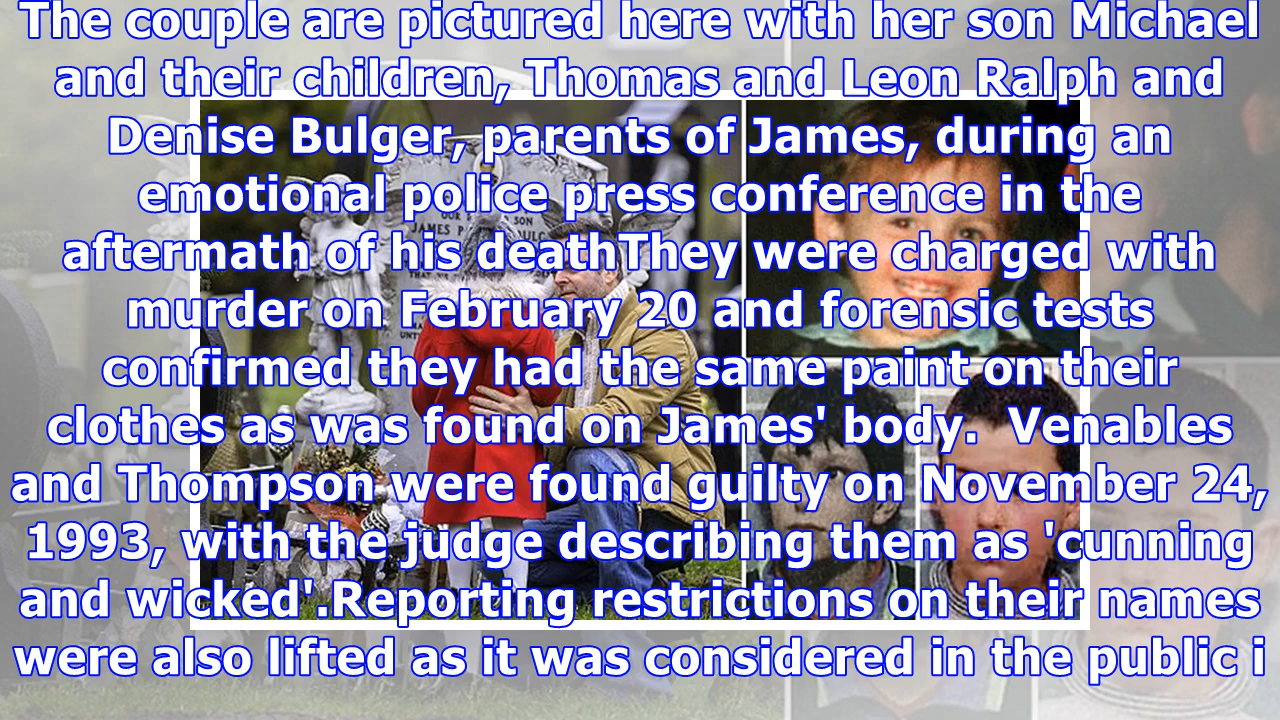 The couple are pictured here with her son Michael
and their children, Thomas and Leon Ralph and
Denise Bulger, parents of James, during an
emotional police press conference in the
aftermath of his deathThey were charged with
murder on February 20 and forensic tests
confirmed they had the same paint on their
clothes as was found on James' body.  Venables
and Thompson were found guilty on November 24,
1993, with the judge describing them as 'cunning
and wicked'.Reporting restrictions on their names
were also lifted as it was considered in the public i
OUR
SON
JAMES P